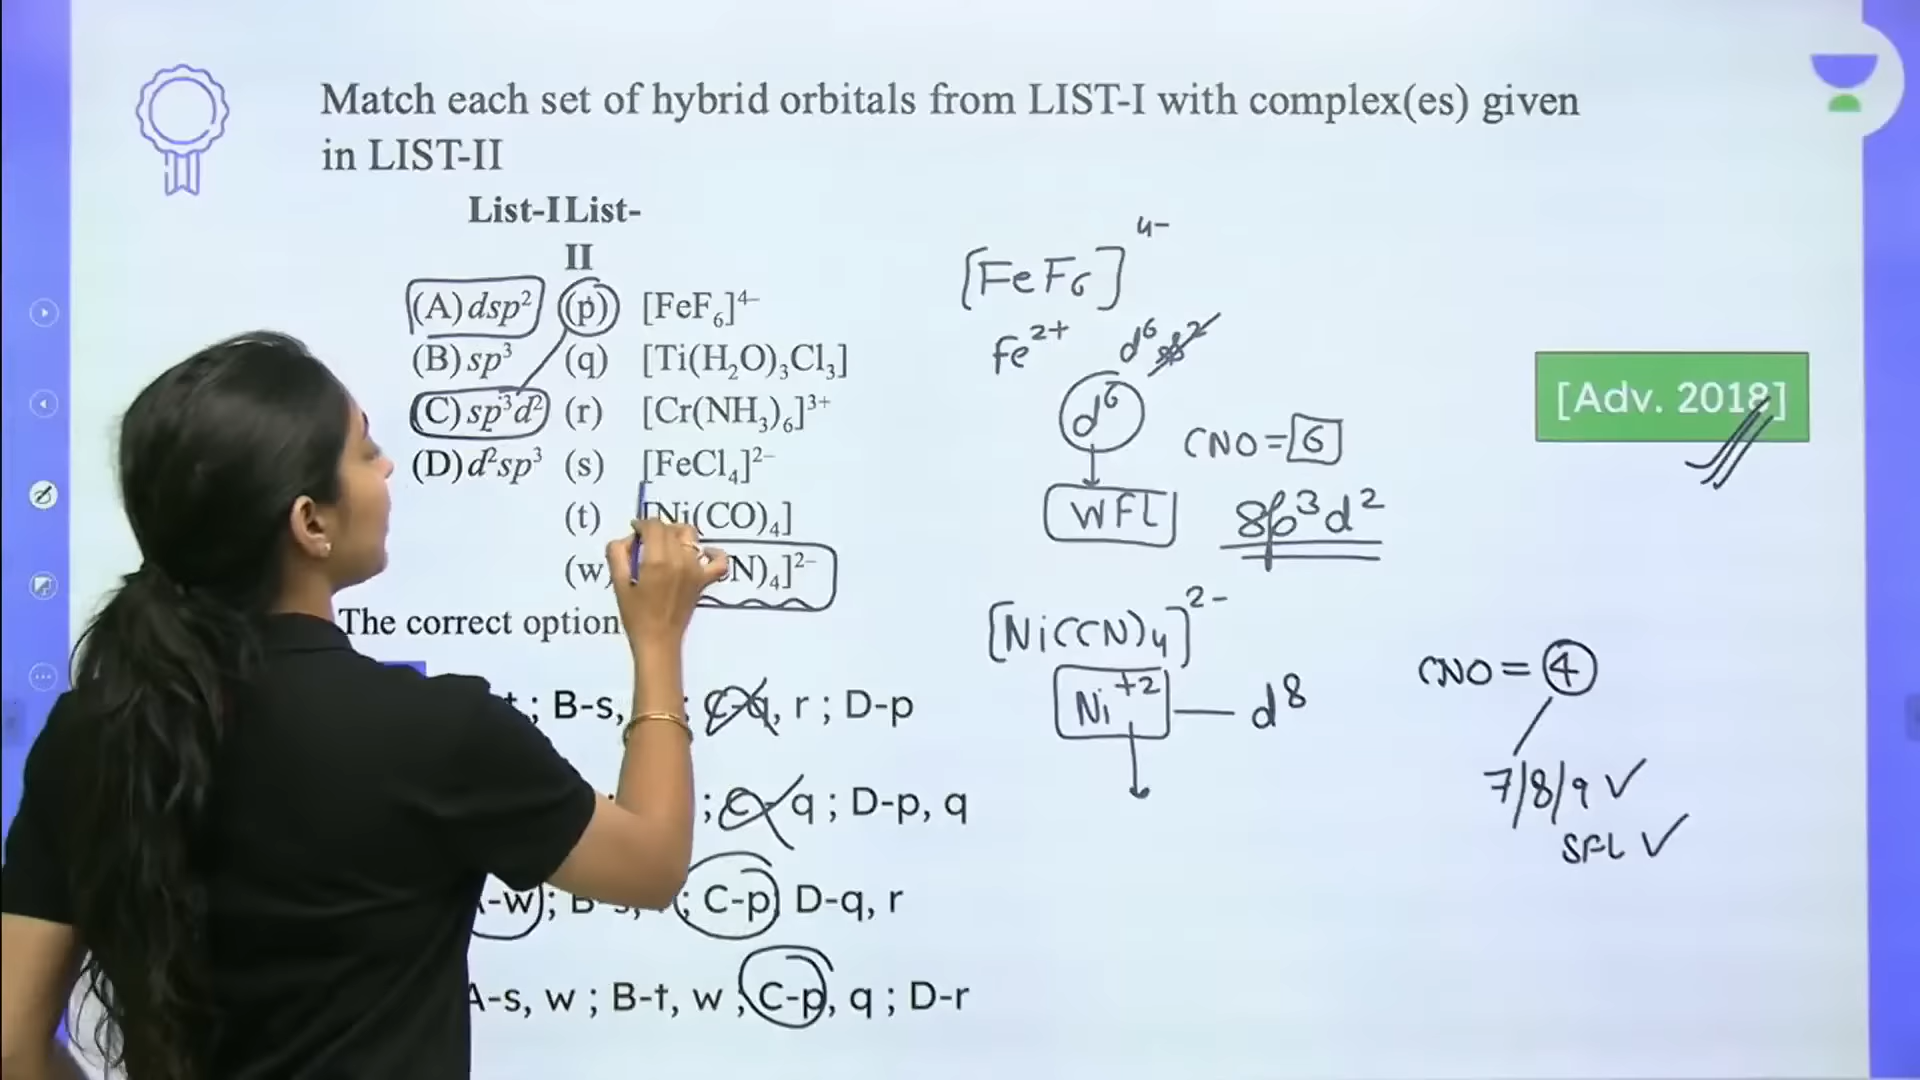 Match each set of hybrid orbitals from LIST-I with complex(es) given
in LIST-II
List-I List-
II
(A) dsp² (p) [FeF₆]⁴⁻
(B) sp³ (q) [Ti(H₂O)₃Cl₃]
(C) sp³d² (r) [Cr(NH₃)₆]³⁺
(D) d²sp³ (s) [FeCl₄]²⁻
(t) [Ni(CO)₄]
(w) N)₄]²⁻
The correct option
; B-s, ; C-q, r ; D-p
; C- q ; D-p, q
-w; B-s, ; C-p D-q, r
A-s, w ; B-t, w ; C-p, q ; D-r
[FeF₆]⁴⁻
Fe²⁺ d⁶
d⁶
CNO = 6
WFL
sp³d²
[Ni(CN)₄]²⁻
Ni⁺² — d⁸
CNO = 4
7/8/9 ✓
SFL ✓
[Adv. 2018]